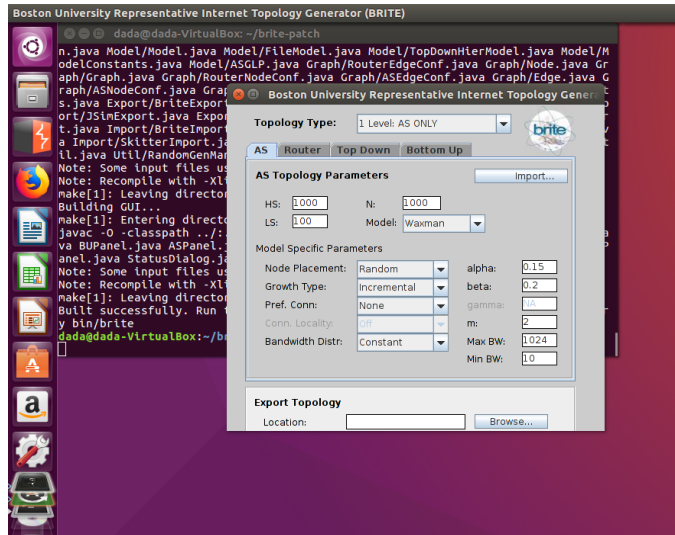 Boston University Representative Internet Topology Generator (BRITE)
dada@dada-VirtualBox: ~/brite-patch
n.java Model/Model.java Model/FileModel.java Model/TopDownHierModel.java Model/M
odelConstants.java Model/ASGLP.java Graph/RouterEdgeConf.java Graph/Node.java Gr
aph/Graph.java Graph/RouterNodeConf.java Graph/ASEdgeConf.java Graph/Edge.java G
raph/ASNodeConf.java Grap
s.java Export/BriteExpor
ort/JSimExport.java Expor
t.java Import/BriteImport
a Import/SkitterImport.ja
il.java Util/RandomGenMan
Note: Some input files us
Note: Recompile with -Xli
make[1]: Leaving director
Building GUI...
make[1]: Entering directo
javac -O -classpath ../:.
va BUPanel.java ASPanel.j
anel.java StatusDialog.ja
Note: Some input files us
Note: Recompile with -Xli
make[1]: Leaving director
Built successfully. Run t
y bin/brite
dada@dada-VirtualBox:~/br
Boston University Representative Internet Topology Gener
Topology Type: 1 Level: AS ONLY
brite
AS Router Top Down Bottom Up
AS Topology Parameters Import...
HS: 1000 N: 1000
LS: 100 Model: Waxman
Model Specific Parameters
Node Placement: Random alpha: 0.15
Growth Type: Incremental beta: 0.2
Pref. Conn: None gamma: NA
Conn. Locality: Off m: 2
Bandwidth Distr: Constant Max BW: 1024
Min BW: 10
Export Topology
Location: Browse...
a